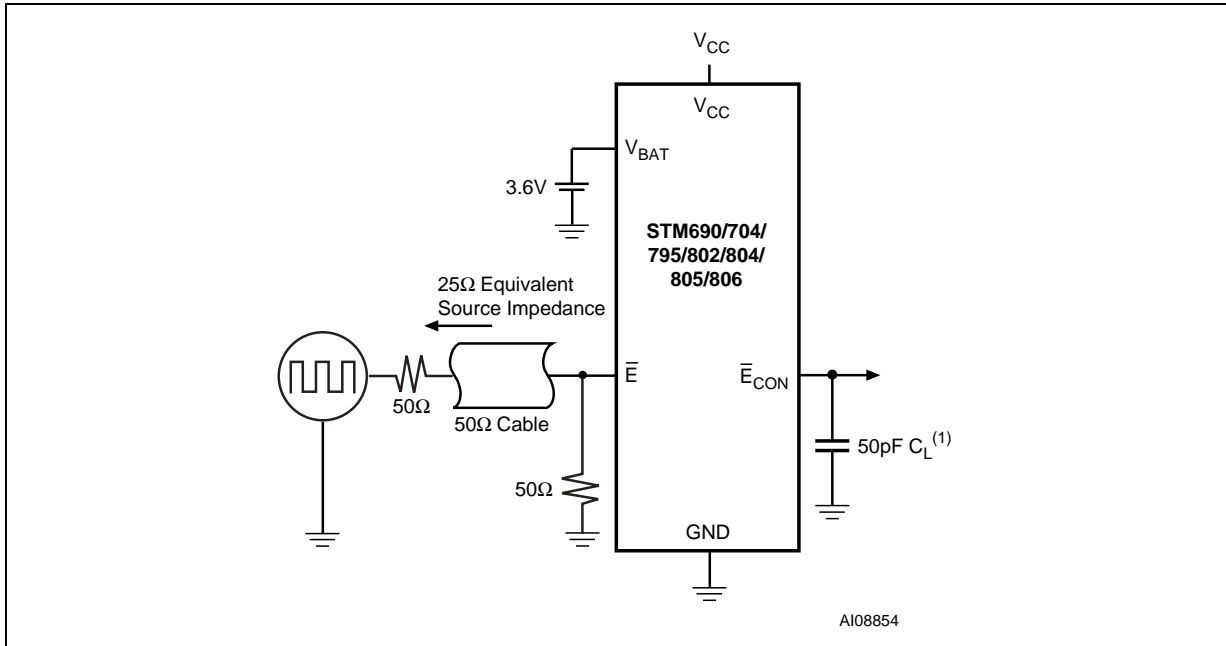 V_CC
V_CC
V_BAT
3.6V
STM690/704/
795/802/804/
805/806
25Ω Equivalent
Source Impedance
E̅
E̅_CON
50Ω
50Ω Cable
50pF C_L(1)
50Ω
GND
AI08854